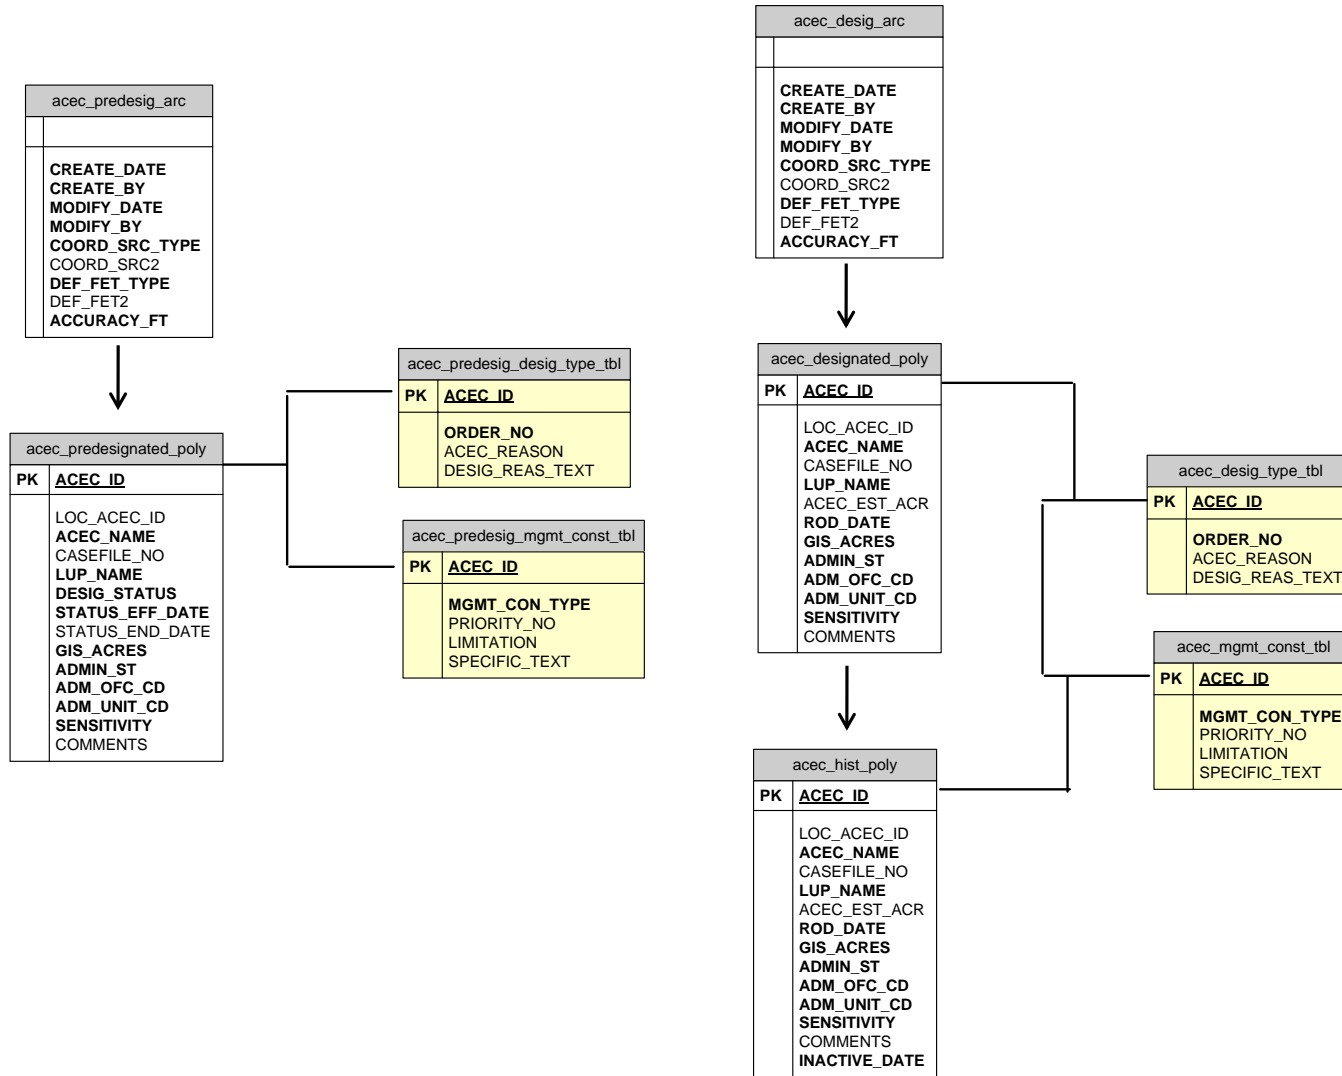 acec_predesig_arc
CREATE_DATE
CREATE_BY
MODIFY_DATE
MODIFY_BY
COORD_SRC_TYPE
COORD_SRC2
DEF_FET_TYPE
DEF_FET2
ACCURACY_FT
acec_predesignated_poly
PK ACEC_ID
LOC_ACEC_ID
ACEC_NAME
CASEFILE_NO
LUP_NAME
DESIG_STATUS
STATUS_EFF_DATE
STATUS_END_DATE
GIS_ACRES
ADMIN_ST
ADM_OFC_CD
ADM_UNIT_CD
SENSITIVITY
COMMENTS
acec_predesig_desig_type_tbl
PK ACEC_ID
ORDER_NO
ACEC_REASON
DESIG_REAS_TEXT
acec_predesig_mgmt_const_tbl
PK ACEC_ID
MGMT_CON_TYPE
PRIORITY_NO
LIMITATION
SPECIFIC_TEXT
acec_desig_arc
CREATE_DATE
CREATE_BY
MODIFY_DATE
MODIFY_BY
COORD_SRC_TYPE
COORD_SRC2
DEF_FET_TYPE
DEF_FET2
ACCURACY_FT
acec_designated_poly
PK ACEC_ID
LOC_ACEC_ID
ACEC_NAME
CASEFILE_NO
LUP_NAME
ACEC_EST_ACR
ROD_DATE
GIS_ACRES
ADMIN_ST
ADM_OFC_CD
ADM_UNIT_CD
SENSITIVITY
COMMENTS
acec_hist_poly
PK ACEC_ID
LOC_ACEC_ID
ACEC_NAME
CASEFILE_NO
LUP_NAME
ACEC_EST_ACR
ROD_DATE
GIS_ACRES
ADMIN_ST
ADM_OFC_CD
ADM_UNIT_CD
SENSITIVITY
COMMENTS
INACTIVE_DATE
acec_desig_type_tbl
PK ACEC_ID
ORDER_NO
ACEC_REASON
DESIG_REAS_TEXT
acec_mgmt_const_tbl
PK ACEC_ID
MGMT_CON_TYPE
PRIORITY_NO
LIMITATION
SPECIFIC_TEXT